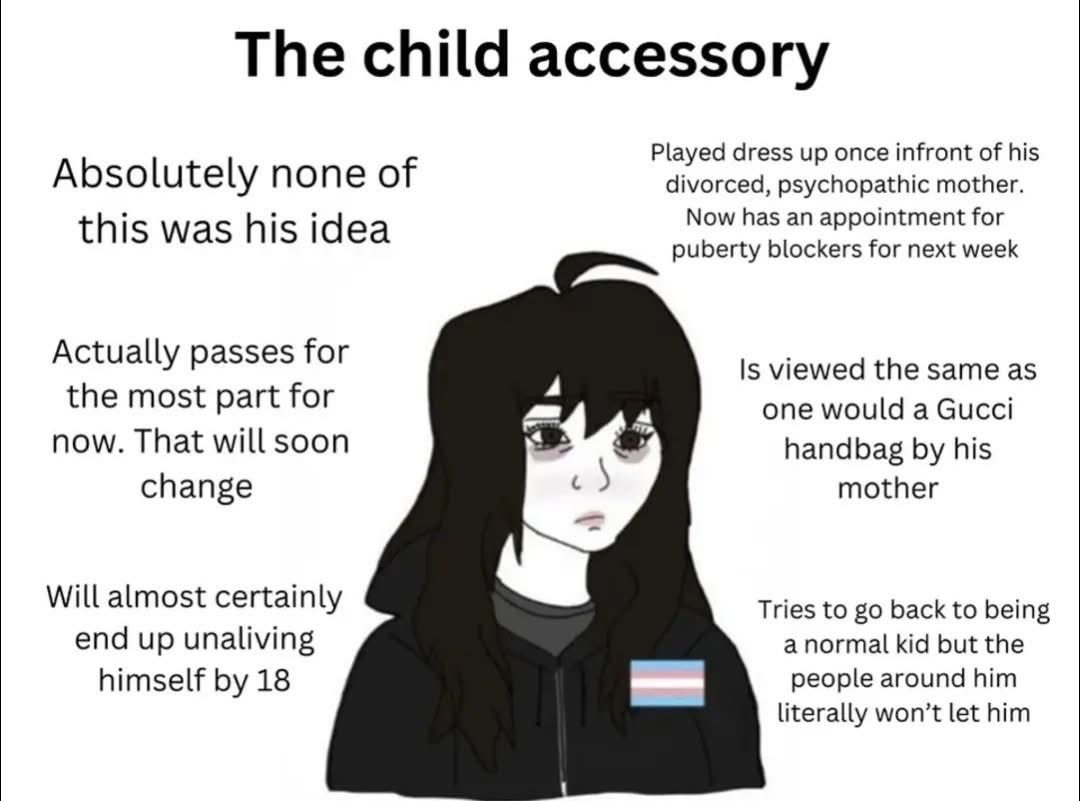 The child accessory
Absolutely none of
this was his idea
Played dress up once infront of his
divorced, psychopathic mother.
Now has an appointment for
puberty blockers for next week
Actually passes for
the most part for
now. That will soon
change
Is viewed the same as
one would a Gucci
handbag by his
mother
Will almost certainly
end up unaliving
himself by 18
Tries to go back to being
a normal kid but the
people around him
literally won’t let him